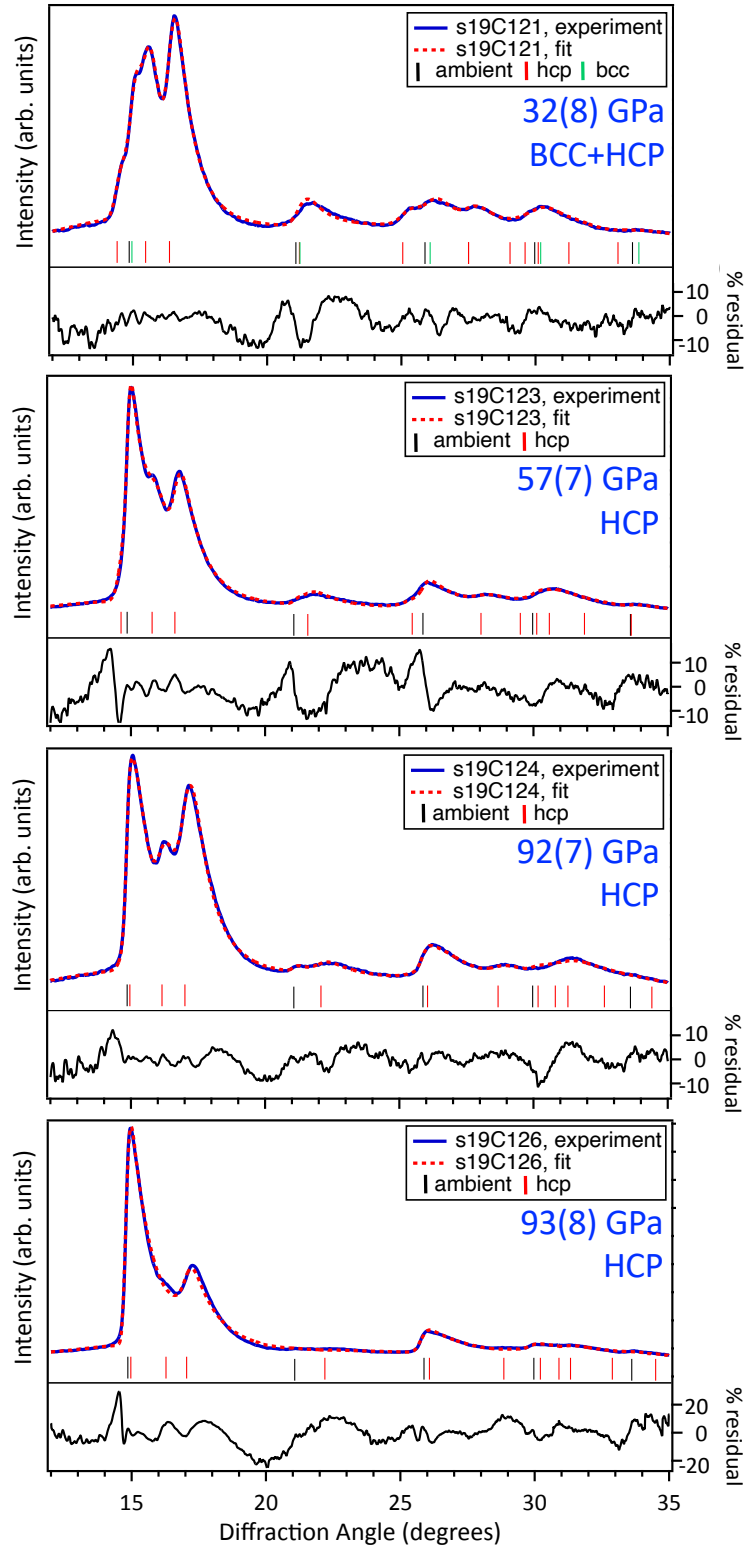 s19C121, experiment
s19C121, fit
ambient hcp bcc
32(8) GPa
BCC+HCP
Intensity (arb. units)
10
0
-10
% residual
s19C123, experiment
s19C123, fit
ambient hcp
57(7) GPa
HCP
Intensity (arb. units)
10
0
-10
% residual
s19C124, experiment
s19C124, fit
ambient hcp
92(7) GPa
HCP
Intensity (arb. units)
10
0
-10
% residual
s19C126, experiment
s19C126, fit
ambient hcp
93(8) GPa
HCP
Intensity (arb. units)
20
0
-20
% residual
15 20 25 30 35
Diffraction Angle (degrees)